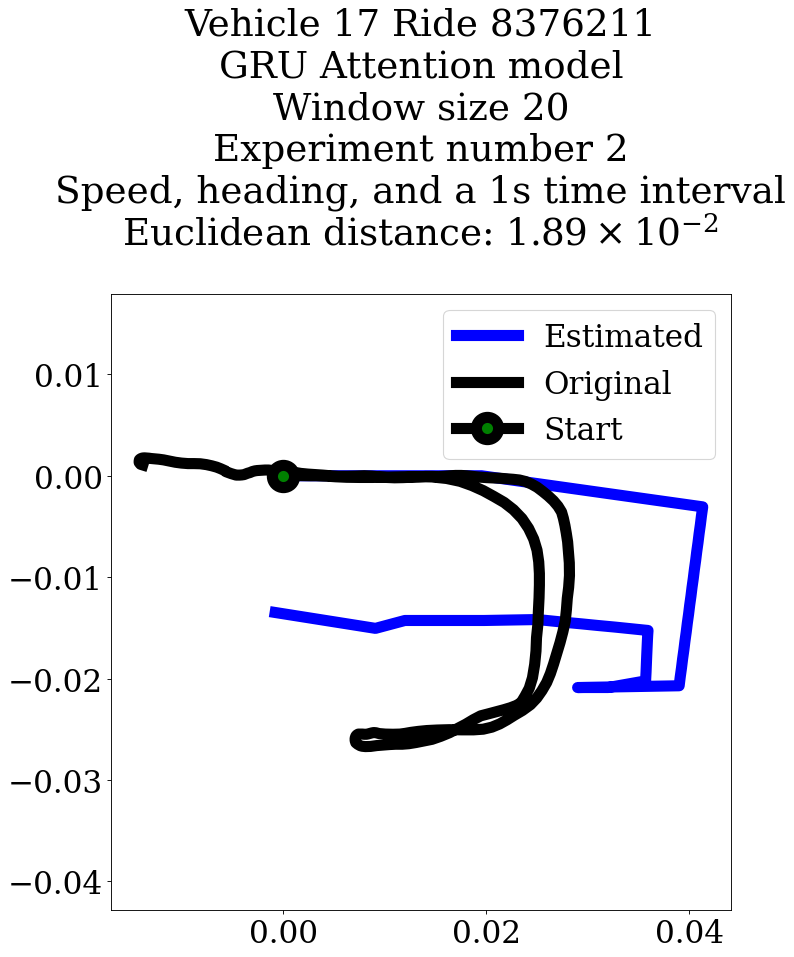 Vehicle 17 Ride 8376211
GRU Attention model
Window size 20
Experiment number 2
Speed, heading, and a 1s time interval
Euclidean distance: 1.89 × 10⁻²
Estimated
Original
Start
0.01
0.00
−0.01
−0.02
−0.03
−0.04
0.00 0.02 0.04